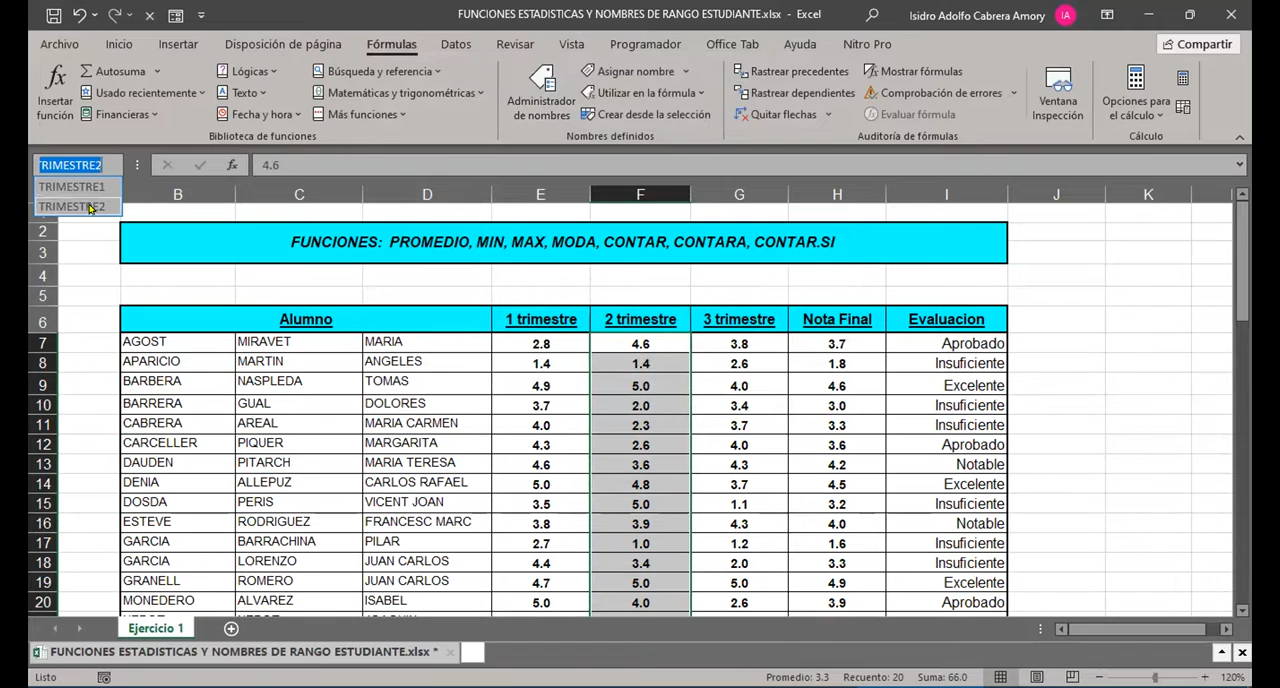 FUNCIONES ESTADISTICAS Y NOMBRES DE RANGO ESTUDIANTE.xlsx - Excel
Isidro Adolfo Cabrera Amory IA
Archivo Inicio Insertar Disposición de página Fórmulas Datos Revisar Vista Programador Office Tab Ayuda Nitro Pro Compartir
Autosuma Lógicas Búsqueda y referencia Asignar nombre Rastrear precedentes Mostrar fórmulas
Insertar función Usado recientemente Texto Matemáticas y trigonométricas Administrador de nombres Utilizar en la fórmula Rastrear dependientes Comprobación de errores Ventana Inspección Opciones para el cálculo
Financieras Fecha y hora Más funciones Crear desde la selección Quitar flechas Evaluar fórmula
Biblioteca de funciones Nombres definidos Auditoría de fórmulas Cálculo
TRIMESTRE2 fx 4.6
TRIMESTRE1
TRIMESTRE2
B C D E F G H I J K
2 FUNCIONES: PROMEDIO, MIN, MAX, MODA, CONTAR, CONTARA, CONTAR.SI
3
4
5
6 Alumno 1 trimestre 2 trimestre 3 trimestre Nota Final Evaluacion
7 AGOST MIRAVET MARIA 2.8 4.6 3.8 3.7 Aprobado
8 APARICIO MARTIN ANGELES 1.4 1.4 2.6 1.8 Insuficiente
9 BARBERA NASPLEDA TOMAS 4.9 5.0 4.0 4.6 Excelente
10 BARRERA GUAL DOLORES 3.7 2.0 3.4 3.0 Insuficiente
11 CABRERA AREAL MARIA CARMEN 4.0 2.3 3.7 3.3 Insuficiente
12 CARCELLER PIQUER MARGARITA 4.3 2.6 4.0 3.6 Aprobado
13 DAUDEN PITARCH MARIA TERESA 4.6 3.6 4.3 4.2 Notable
14 DENIA ALLEPUZ CARLOS RAFAEL 5.0 4.8 3.7 4.5 Excelente
15 DOSDA PERIS VICENT JOAN 3.5 5.0 1.1 3.2 Insuficiente
16 ESTEVE RODRIGUEZ FRANCESC MARC 3.8 3.9 4.3 4.0 Notable
17 GARCIA BARRACHINA PILAR 2.7 1.0 1.2 1.6 Insuficiente
18 GARCIA LORENZO JUAN CARLOS 4.4 3.4 2.0 3.3 Insuficiente
19 GRANELL ROMERO JUAN CARLOS 4.7 5.0 5.0 4.9 Excelente
20 MONEDERO ALVAREZ ISABEL 5.0 4.0 2.6 3.9 Aprobado
Ejercicio 1
FUNCIONES ESTADISTICAS Y NOMBRES DE RANGO ESTUDIANTE.xlsx *
Listo Promedio: 3.3 Recuento: 20 Suma: 66.0 120%